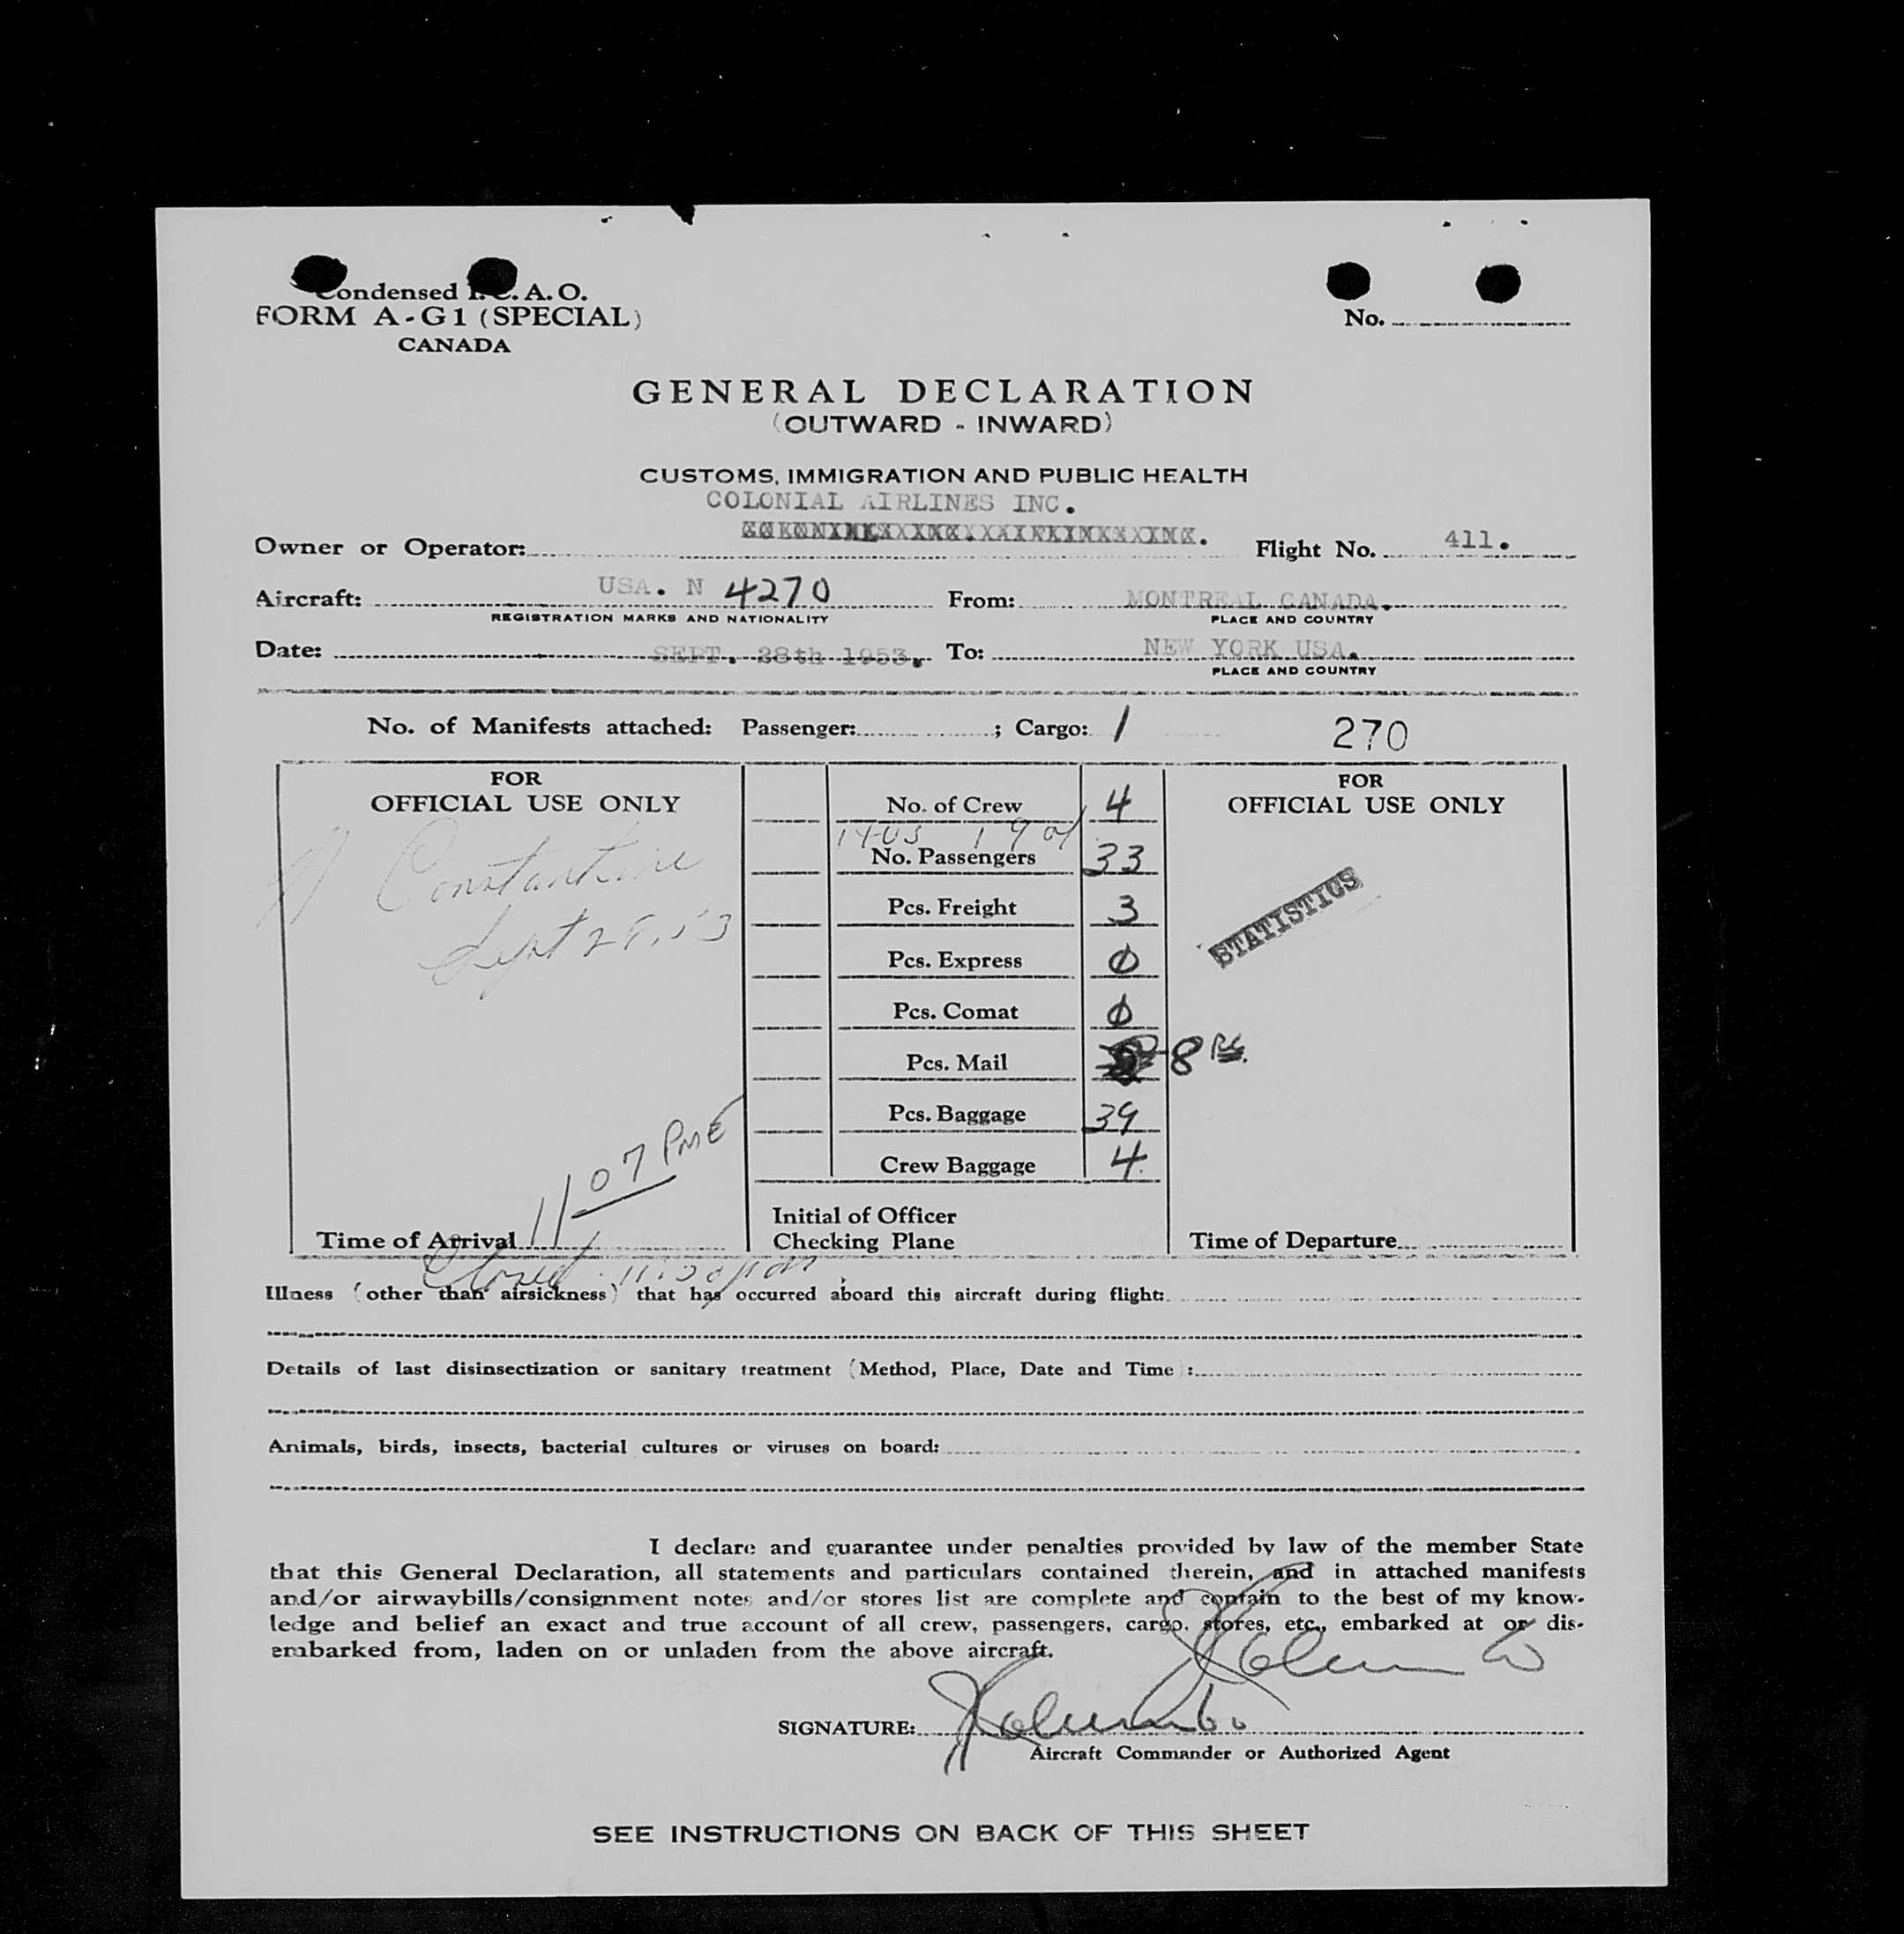 Condensed I.C.A.O.
FORM A-G1 (SPECIAL)
CANADA
No.
GENERAL DECLARATION
(OUTWARD - INWARD)
CUSTOMS, IMMIGRATION AND PUBLIC HEALTH
COLONIAL AIRLINES INC.
Owner or Operator: Flight No. 411.
Aircraft: USA. N 4270 From: MONTREAL CANADA.
REGISTRATION MARKS AND NATIONALITY PLACE AND COUNTRY
Date: SEPT. 28th 1953. To: NEW YORK USA.
PLACE AND COUNTRY
No. of Manifests attached: Passenger: ; Cargo: 1 270
FOR OFFICIAL USE ONLY
Constantine
Sept 28, 53
11 07 PME
Time of Arrival
No. of Crew 4
No. Passengers 33
Pcs. Freight 3
Pcs. Express 0
Pcs. Comat 0
Pcs. Mail 8
Pcs. Baggage 39
Crew Baggage 4
Initial of Officer
Checking Plane
FOR
OFFICIAL USE ONLY
STATISTICS
Time of Departure
Illness (other than airsickness) that has occurred aboard this aircraft during flight:
Details of last disinsectization or sanitary treatment (Method, Place, Date and Time):
Animals, birds, insects, bacterial cultures or viruses on board:
I declare and guarantee under penalties provided by law of the member State
that this General Declaration, all statements and particulars contained therein, and in attached manifests
and/or airwaybills/consignment notes and/or stores list are complete and contain to the best of my know-
ledge and belief an exact and true account of all crew, passengers, cargo, stores, etc., embarked at or dis-
embarked from, laden on or unladen from the above aircraft.
SIGNATURE:
Aircraft Commander or Authorized Agent
SEE INSTRUCTIONS ON BACK OF THIS SHEET